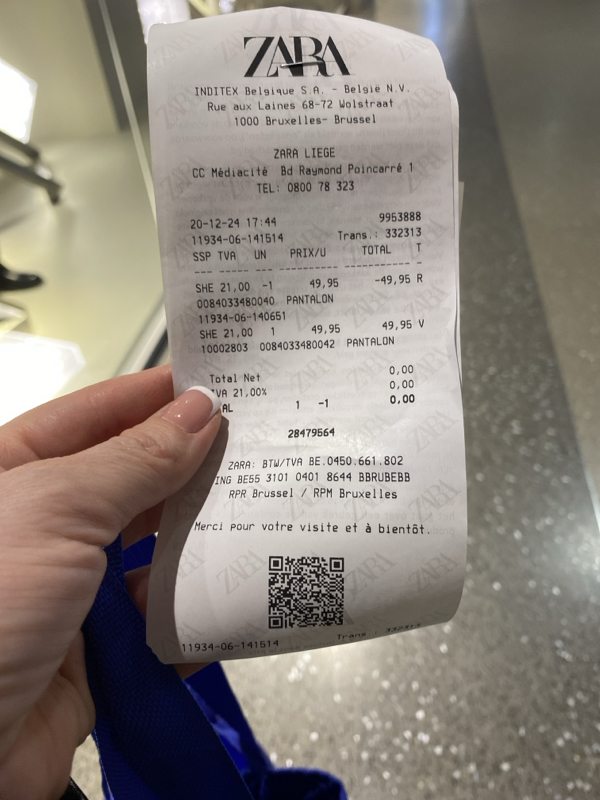 ZARA
INDITEX Belgique S.A. - België N.V.
Rue aux Laines 68-72 Wolstraat
1000 Bruxelles- Brussel
ZARA LIEGE
CC Médiacité Bd Raymond Poincarré 1
TEL: 0800 78 323
20-12-24 17:44 9953888
11934-06-141514 Trans.: 332313
SSP TVA UN PRIX/U TOTAL T
--- ----- ---- --------- ----------- -
SHE 21,00 -1 49,95 -49,95 R
0084033480040 PANTALON
11934-06-140651
SHE 21,00 1 49,95 49,95 V
10002803 0084033480042 PANTALON
Total Net 0,00
TVA 21,00% 0,00
AL 1 -1 0,00
28479564
ZARA: BTW/TVA BE.0450.661.802
ING BE55 3101 0401 8644 BBRUBEBB
RPR Brussel / RPM Bruxelles
Merci pour votre visite et à bientôt.
11934-06-141514 Trans.: 332313